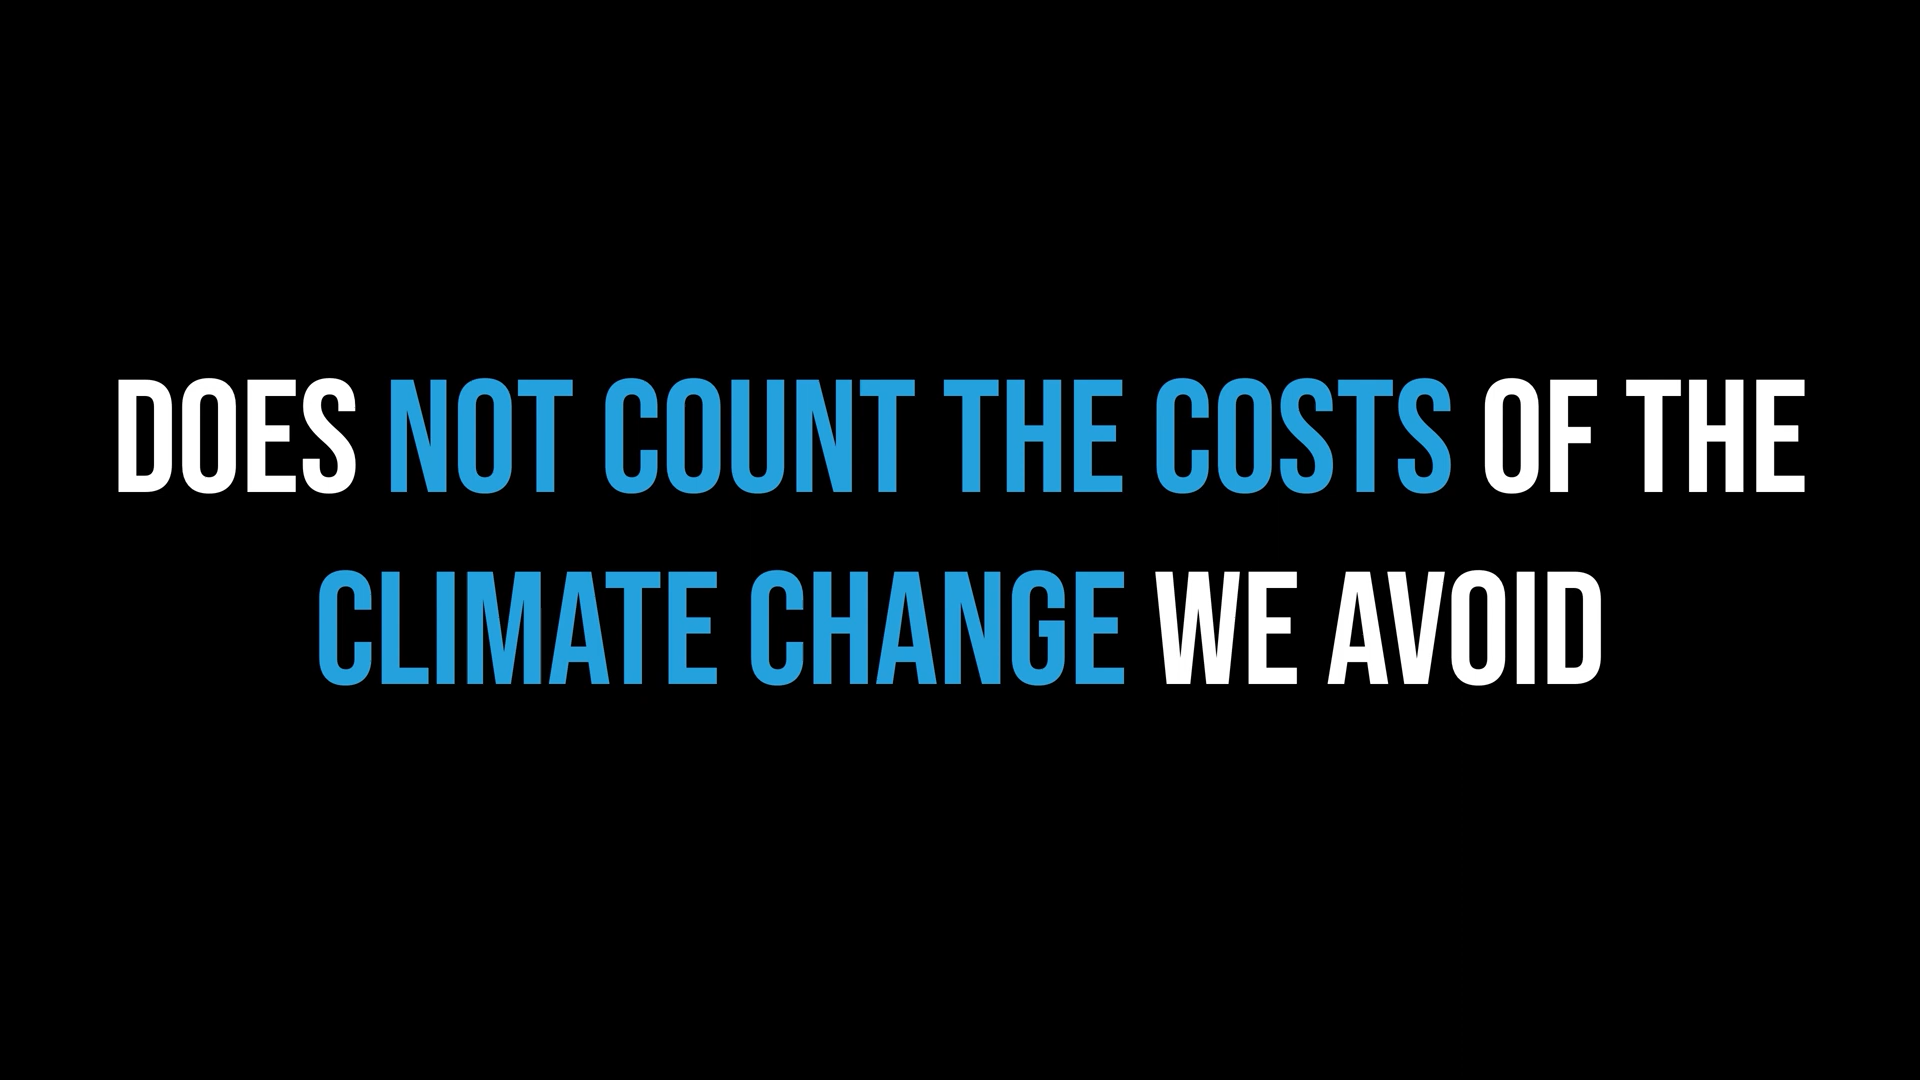 DOES NOT COUNT THE COSTS OF THE
CLIMATE CHANGE WE AVOID